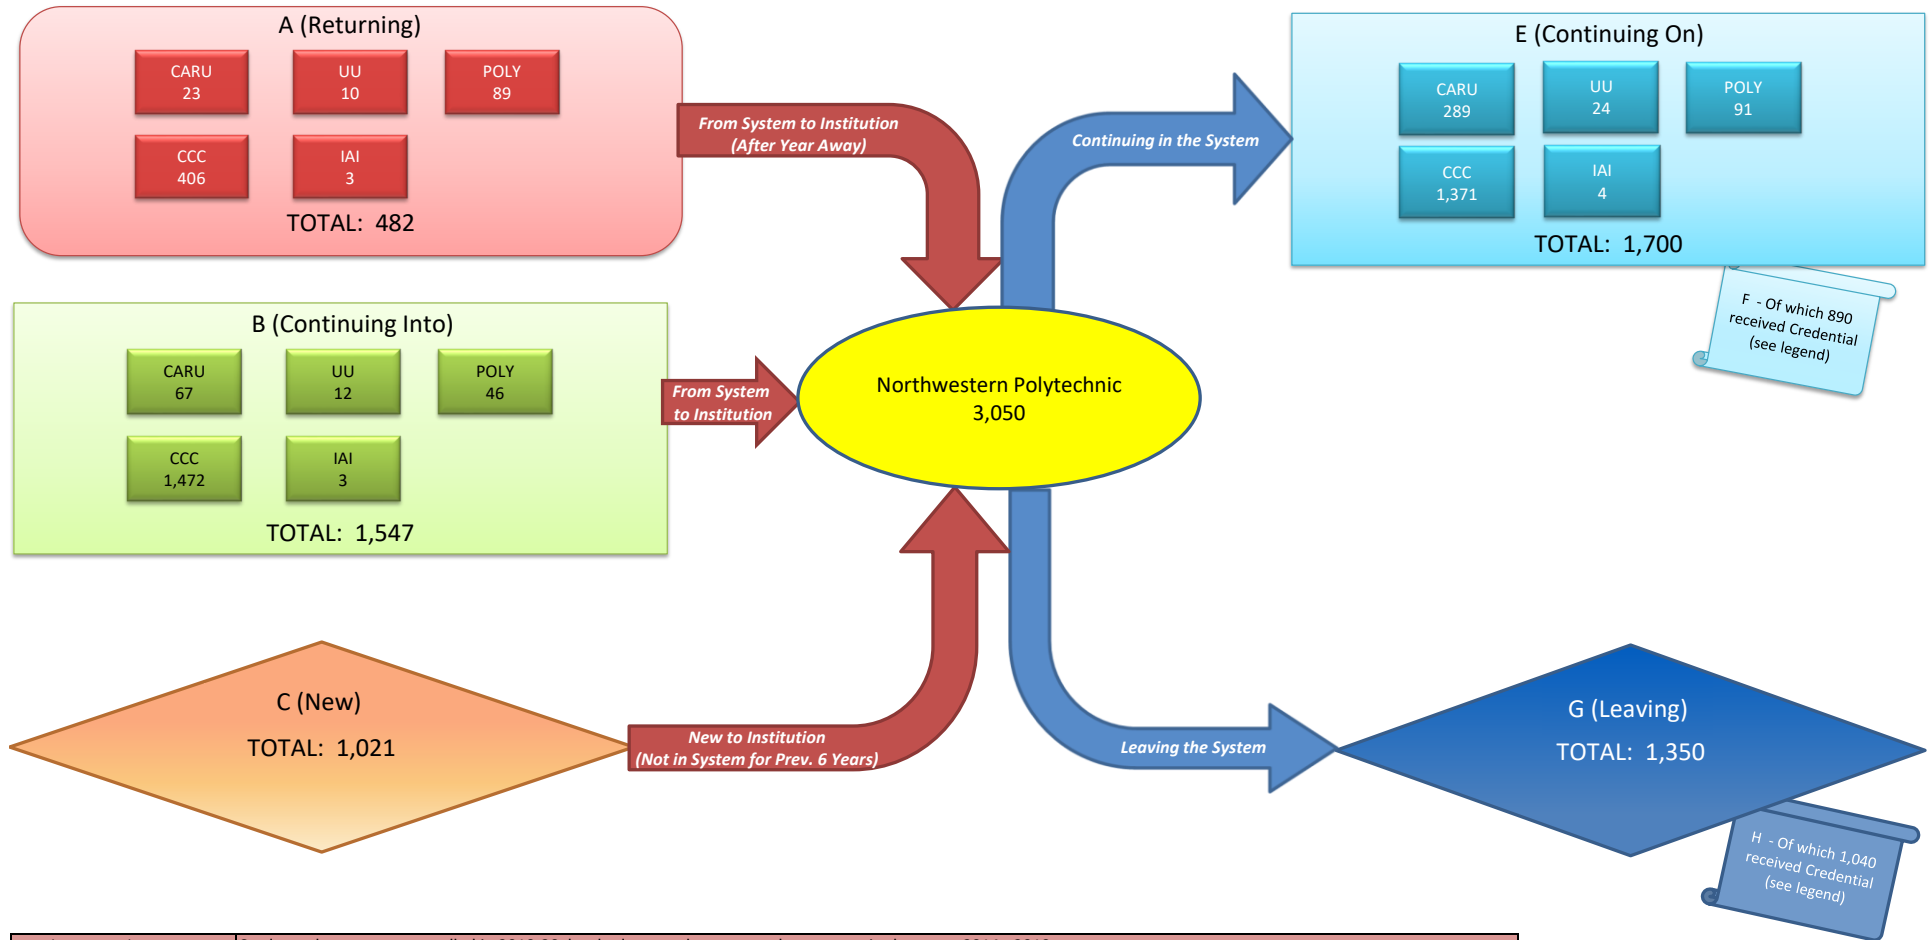 A (Returning)
CARU
23
UU
10
POLY
89
CCC
406
IAI
3
TOTAL: 482
From System to Institution
(After Year Away)
B (Continuing Into)
CARU
67
UU
12
POLY
46
CCC
1,472
IAI
3
TOTAL: 1,547
From System
to Institution
C (New)
TOTAL: 1,021
New to Institution
(Not in System for Prev. 6 Years)
Northwestern Polytechnic
3,050
Continuing in the System
E (Continuing On)
CARU
289
UU
24
POLY
91
CCC
1,371
IAI
4
TOTAL: 1,700
F - Of which 890
received Credential
(see legend)
Leaving the System
G (Leaving)
TOTAL: 1,350
H - Of which 1,040
received Credential
(see legend)